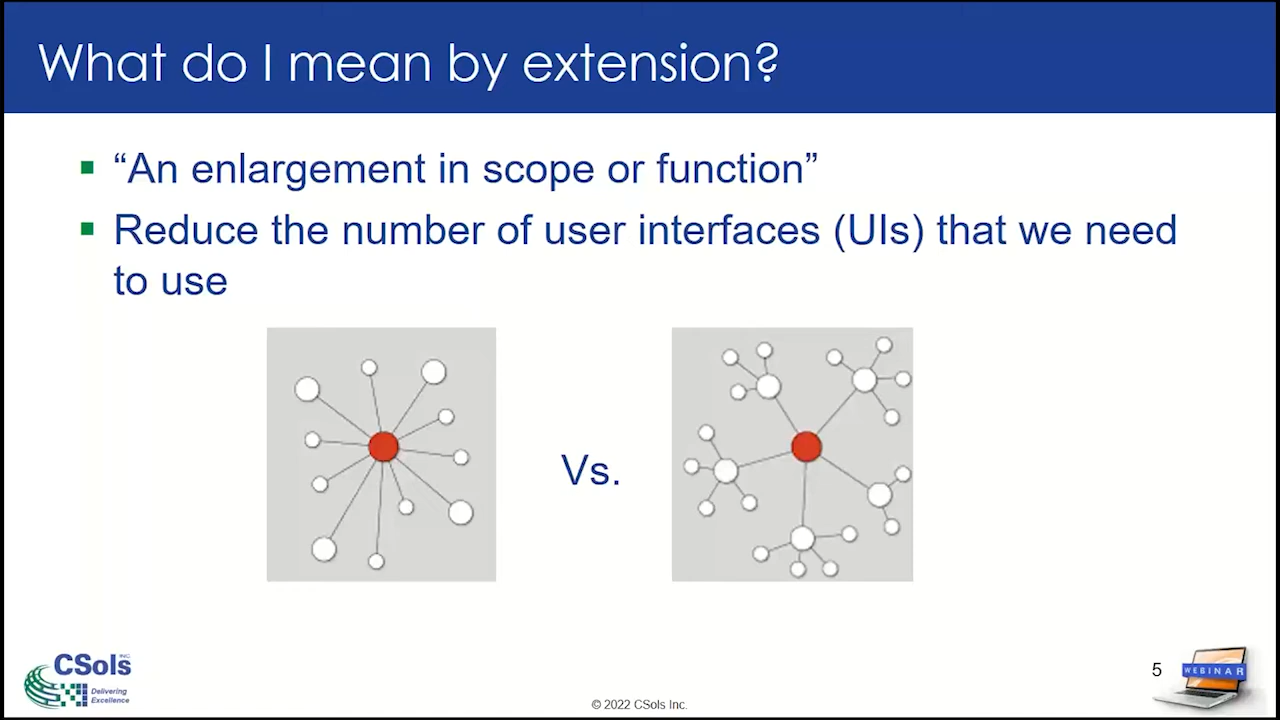 What do I mean by extension?
“An enlargement in scope or function”
Reduce the number of user interfaces (UIs) that we need
to use
Vs.
CSols INC
Delivering
Excellence
© 2022 CSols Inc.
5
WEBINAR